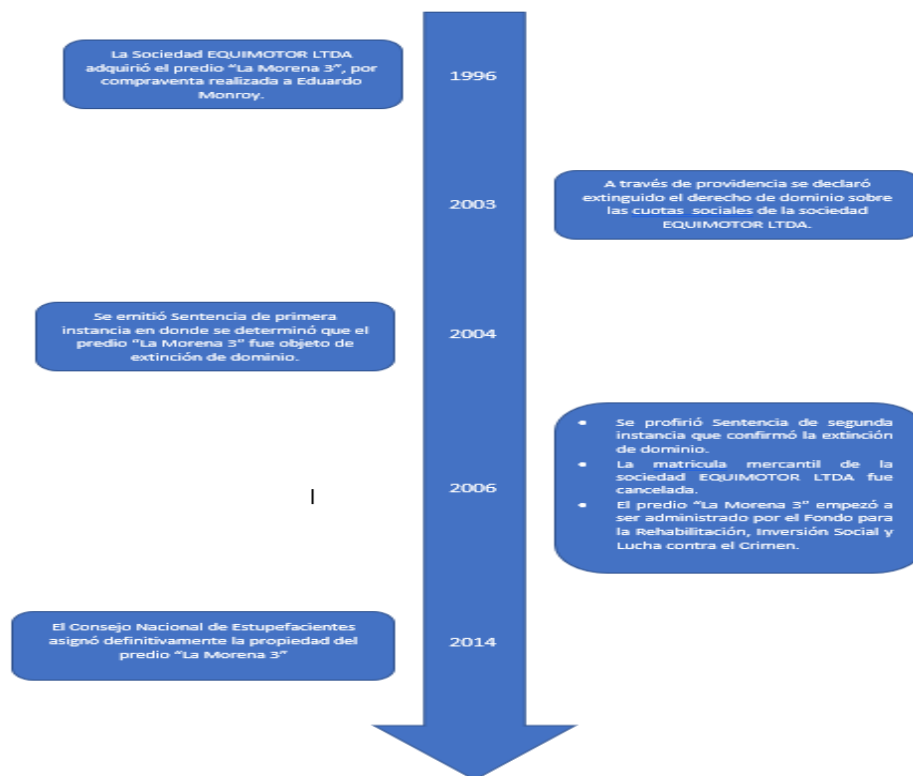 La Sociedad EQUIMOTOR LTDA
adquirió el predio “La Morena 3”, por
compraventa realizada a Eduardo
Monroy.
1996
A través de providencia se declaró
extinguido el derecho de dominio sobre
las cuotas sociales de la sociedad
EQUIMOTOR LTDA.
2003
Se emitió Sentencia de primera
instancia en donde se determinó que el
predio “La Morena 3” fue objeto de
extinción de dominio.
2004
• Se profirió Sentencia de segunda
instancia que confirmó la extinción
de dominio.
• La matricula mercantil de la
sociedad EQUIMOTOR LTDA fue
cancelada.
• El predio “La Morena 3” empezó a
ser administrado por el Fondo para
la Rehabilitación, Inversión Social y
Lucha contra el Crimen.
2006
El Consejo Nacional de Estupefacientes
asignó definitivamente la propiedad del
predio “La Morena 3”
2014